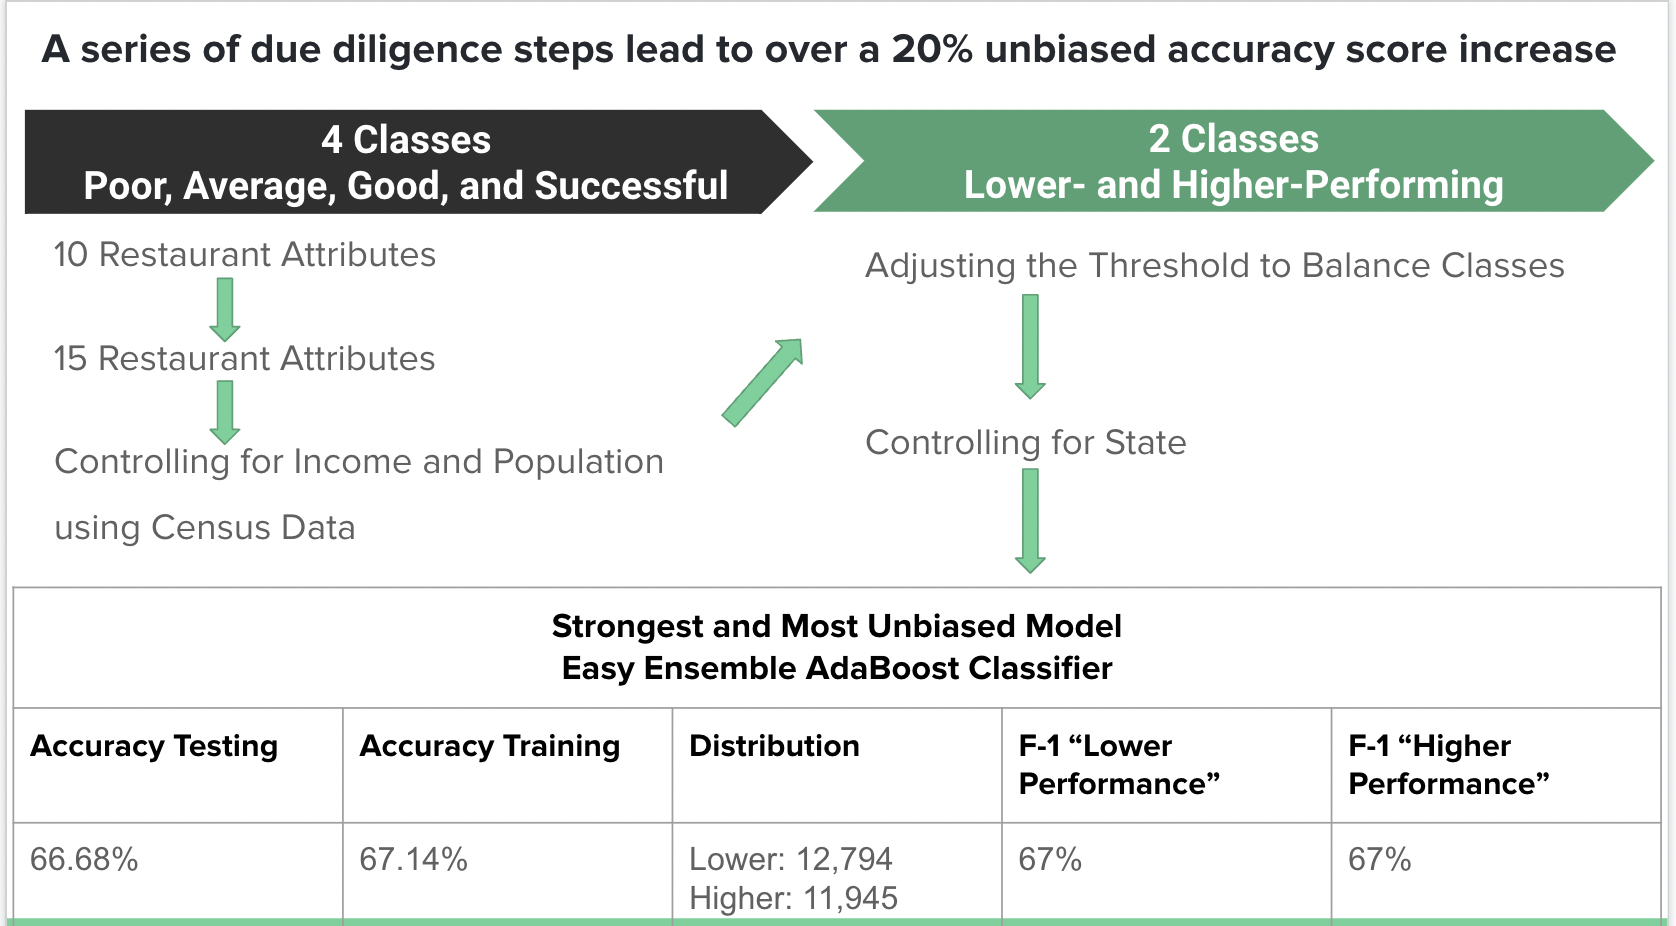 A series of due diligence steps lead to over a 20% unbiased accuracy score increase
4 Classes
Poor, Average, Good, and Successful
2 Classes
Lower- and Higher-Performing
10 Restaurant Attributes
15 Restaurant Attributes
Controlling for Income and Population
using Census Data
Adjusting the Threshold to Balance Classes
Controlling for State
Strongest and Most Unbiased Model
Easy Ensemble AdaBoost Classifier
Accuracy Testing
Accuracy Training
Distribution
F-1 “Lower
Performance”
F-1 “Higher
Performance”
66.68%
67.14%
Lower: 12,794
Higher: 11,945
67%
67%